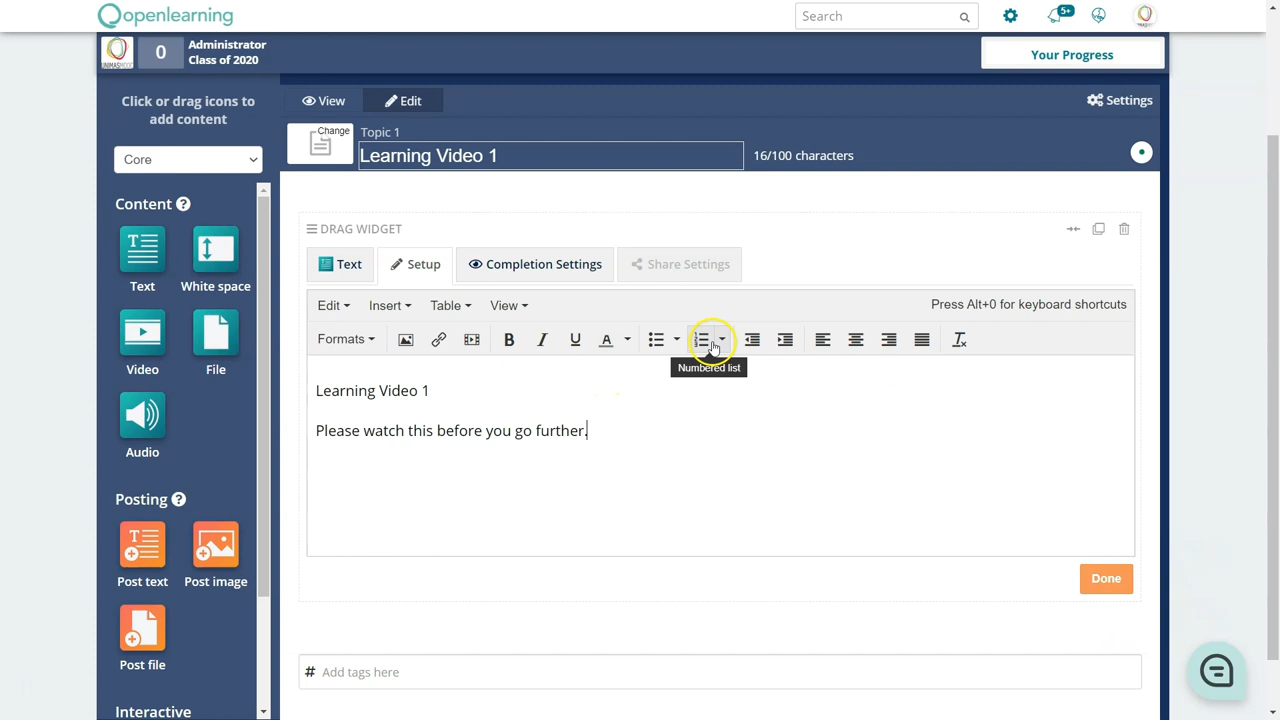 openlearning
Search
5+
0
Administrator
Class of 2020
Your Progress
Click or drag icons to
add content
Core
Content
Text
White space
Video
File
Audio
Posting
Post text
Post image
Post file
Interactive
View
Edit
Settings
Change
Topic 1
Learning Video 1
16/100 characters
DRAG WIDGET
Text
Setup
Completion Settings
Share Settings
Edit
Insert
Table
View
Press Alt+0 for keyboard shortcuts
Formats
B
I
U
A
Numbered list
Learning Video 1
Please watch this before you go further.
Done
# Add tags here